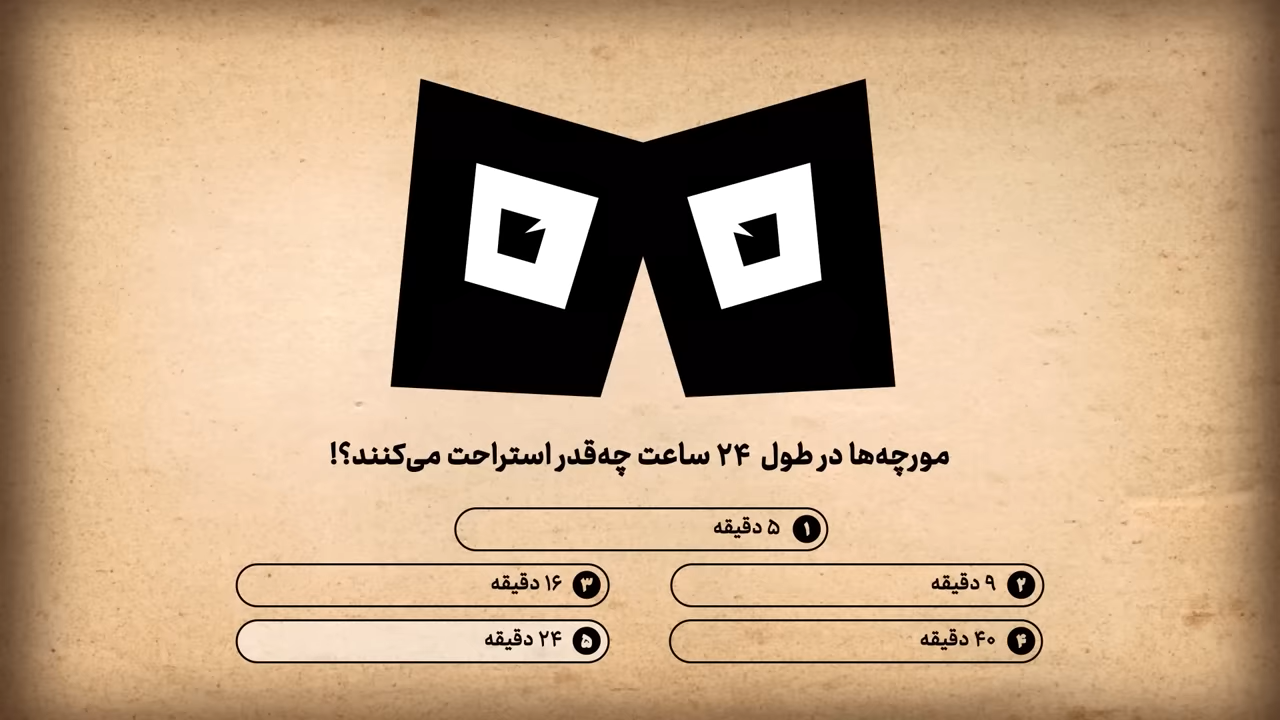 مورچه‌ها در طول ۲۴ ساعت چه‌قدر استراحت می‌کنند؟!
۱ ۵ دقیقه
۲ ۹ دقیقه
۳ ۱۶ دقیقه
۴ ۴۰ دقیقه
۵ ۲۴ دقیقه